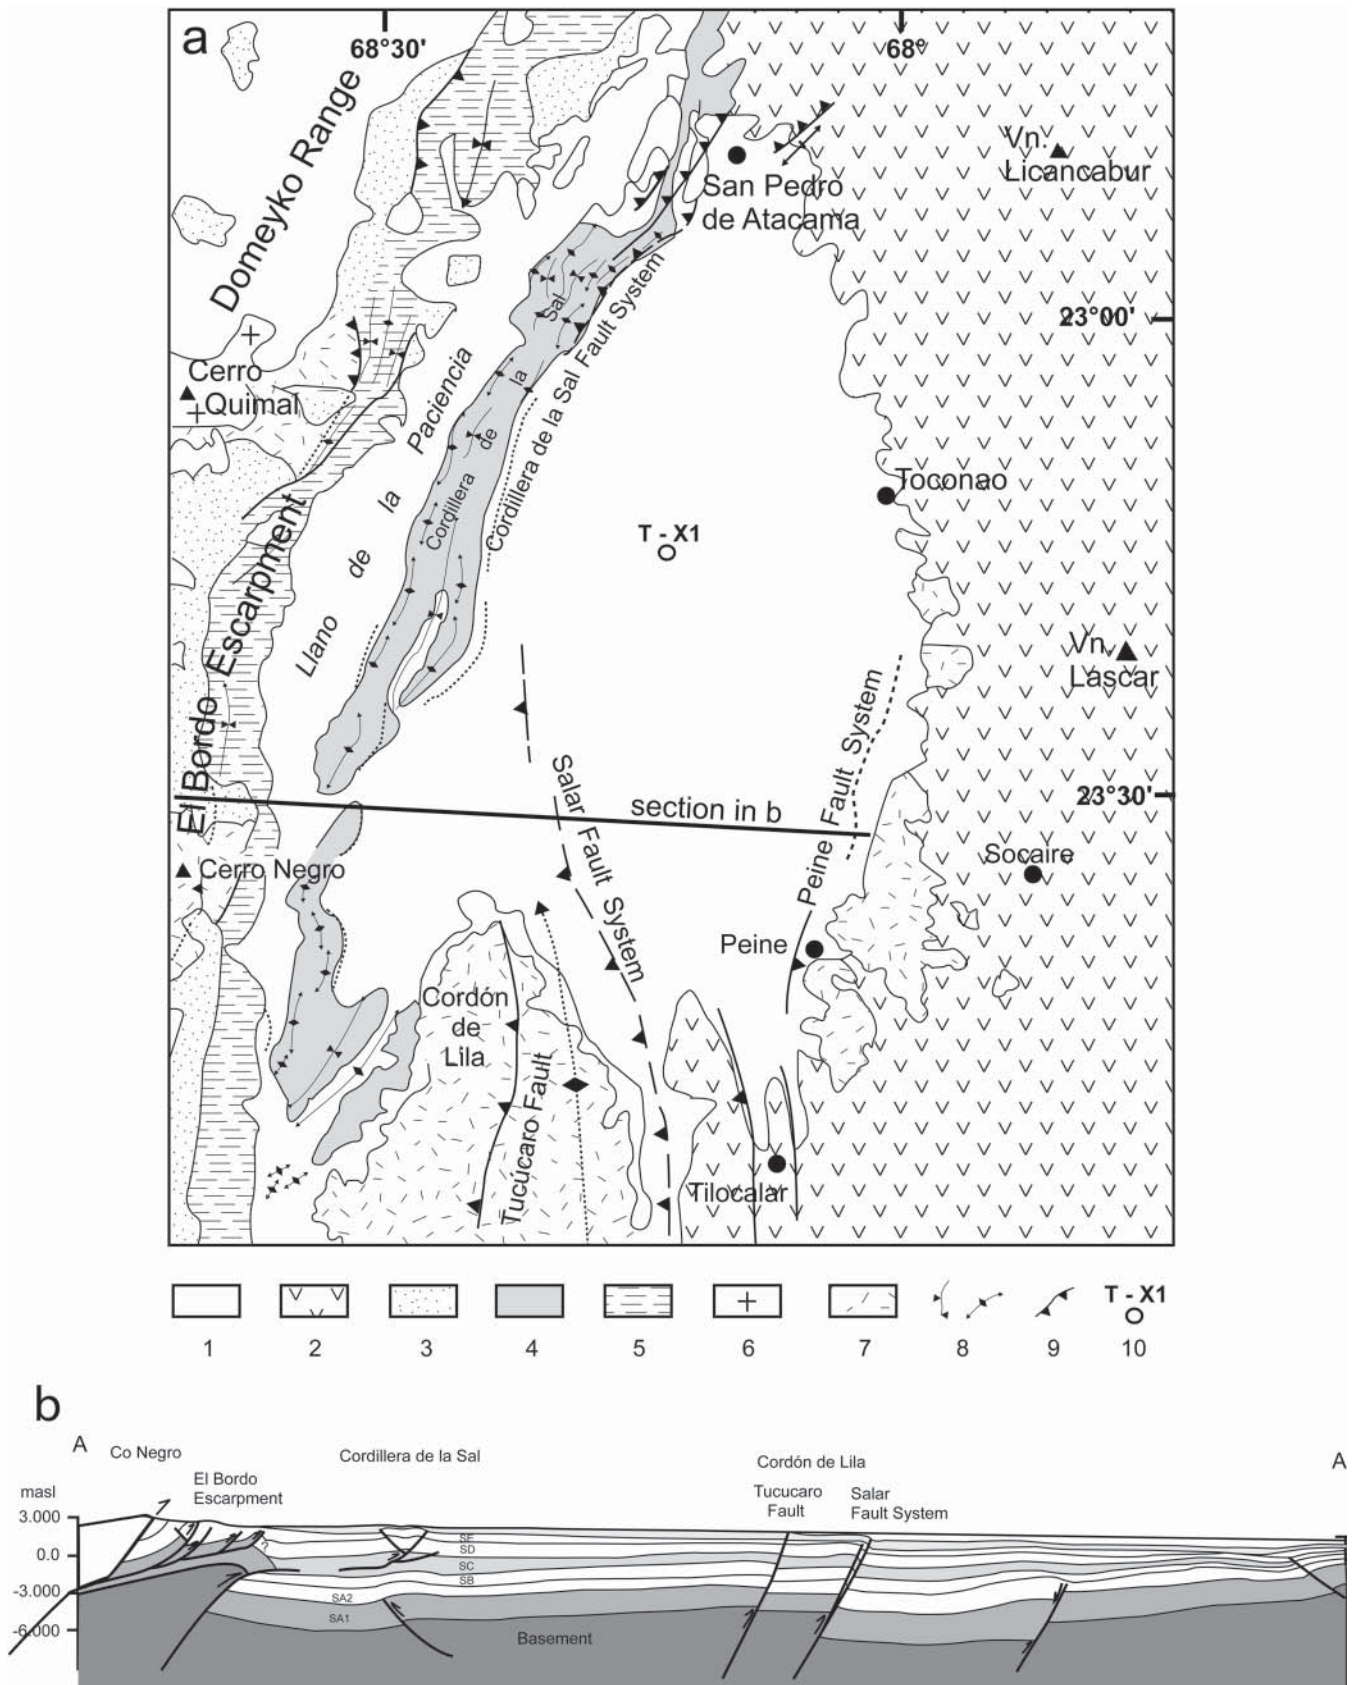 a
68°30'
68°
Domeyko Range
Vn.
Licancabur
San Pedro
de Atacama
23°00'
Cerro
Quimal
Llano de la Paciencia
Cordillera de la Sal
Cordillera de la Sal Fault System
Toconao
T - X1
El Bordo Escarpment
Vn.
Lascar
Salar Fault System
Peine Fault System
section in b
23°30'
Cerro Negro
Socaire
Peine
Cordón
de
Lila
Tucúcaro Fault
Tilocalar
T - X1
1 2 3 4 5 6 7 8 9 10
b
A
Co Negro
Cordillera de la Sal
Cordón de Lila
A
El Bordo
Escarpment
Tucucaro
Fault
Salar
Fault System
masl
3.000
0.0
-3.000
-6.000
SE
SD
SC
SB
SA2
SA1
Basement